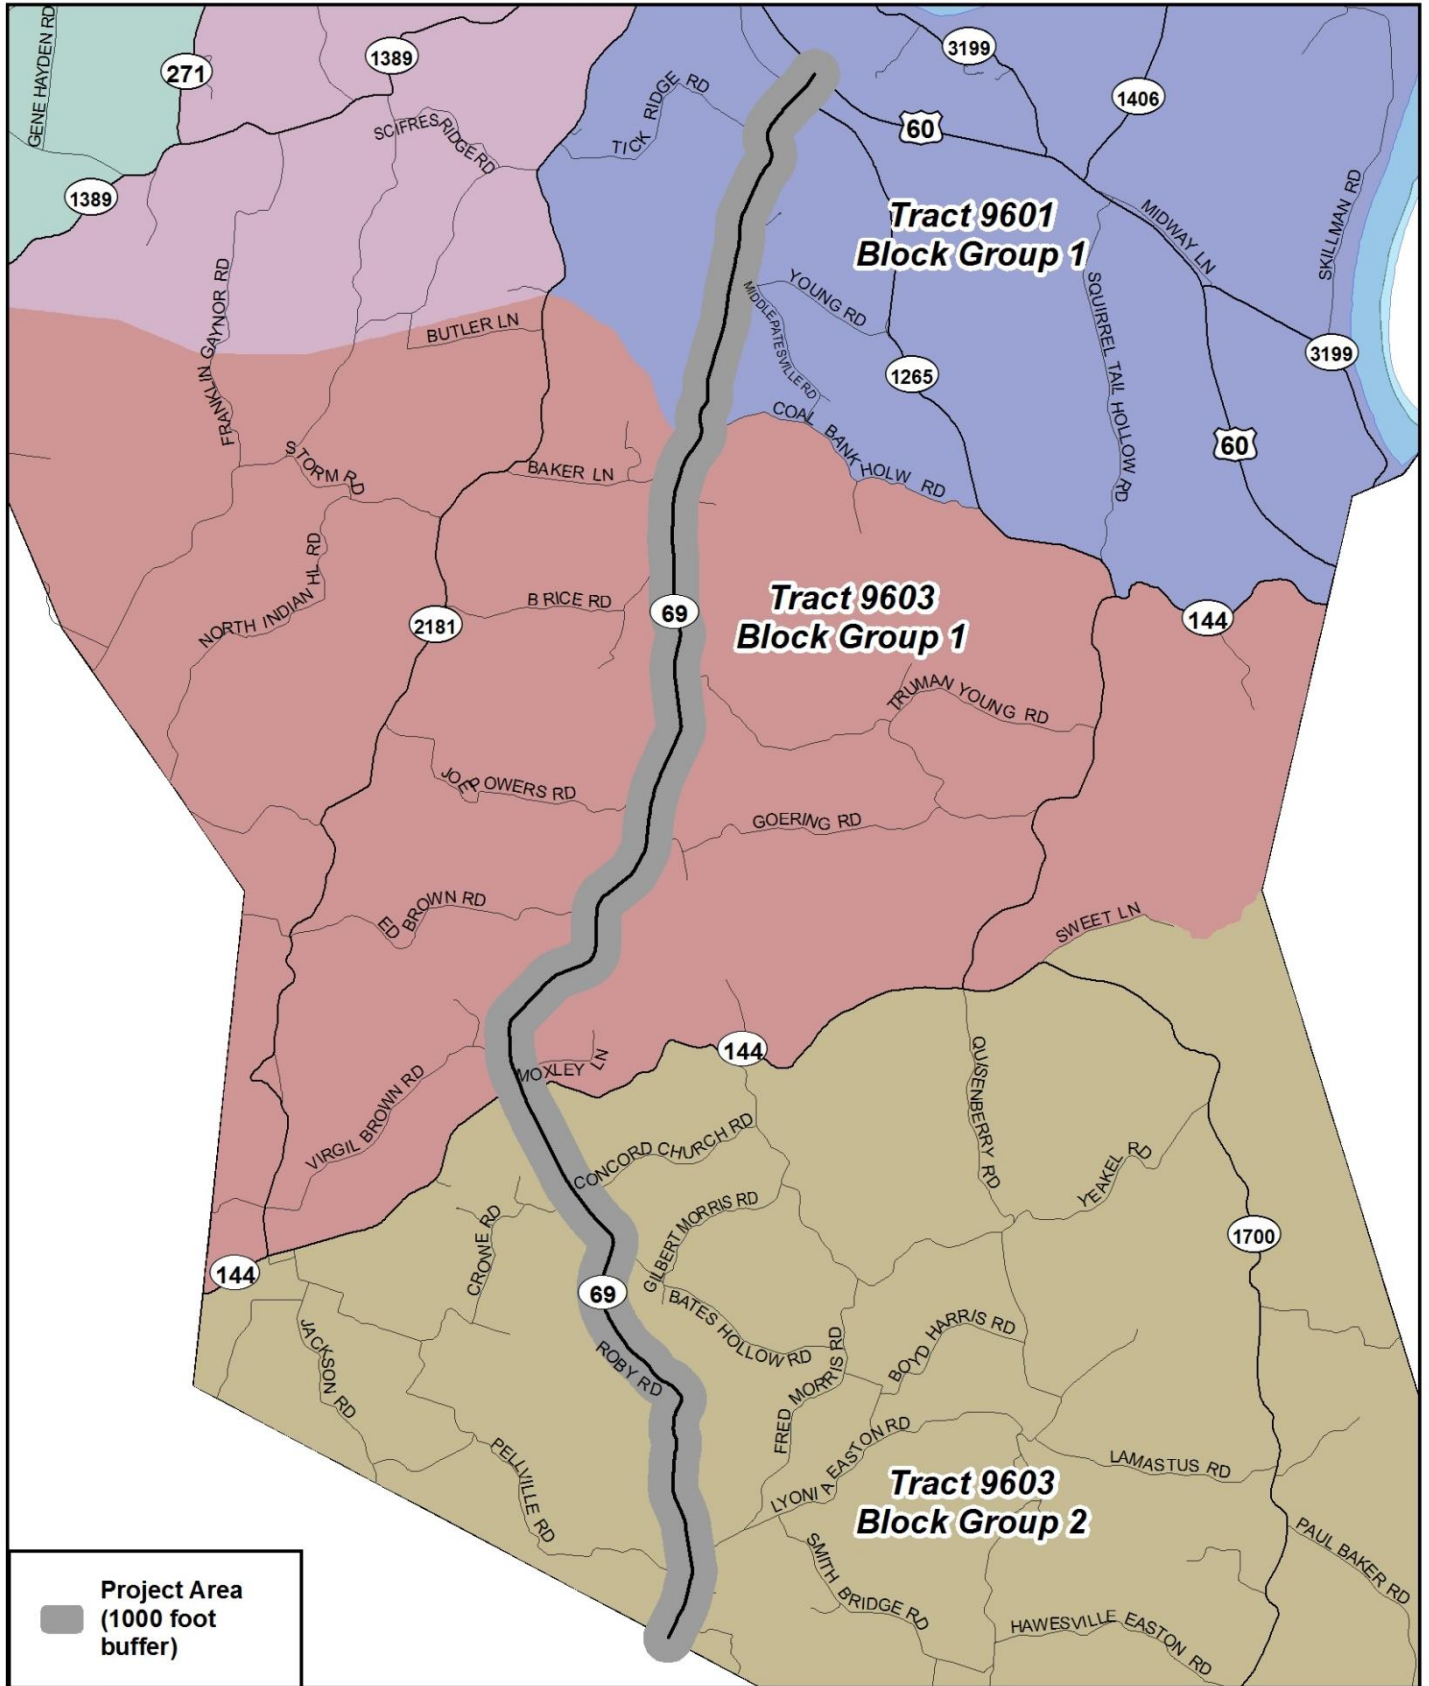 GENE HAYDEN RD
271
1389
3199
1406
SCIFRES RIDGE RD
TICK RIDGE RD
60
1389
Tract 9601
Block Group 1
MIDWAY LN
SKILLMAN RD
FRANKLIN GAYNOR RD
BUTLER LN
YOUNG RD
MIDDLE PATESVILLE RD
SQUIRREL TAIL HOLLOW RD
3199
1265
COAL BANK HOLW RD
60
STORM RD
BAKER LN
NORTH INDIAN HL RD
B RICE RD
2181
69
Tract 9603
Block Group 1
144
TRUMAN YOUNG RD
JOE POWERS RD
GOERING RD
ED BROWN RD
SWEET LN
144
MOXLEY LN
VIRGIL BROWN RD
QUISENBERRY RD
CONCORD CHURCH RD
YEAKEL RD
GILBERT MORRIS RD
CROWE RD
1700
144
69
BATES HOLLOW RD
BOYD HARRIS RD
JACKSON RD
ROBY RD
FRED MORRIS RD
LYONIA EASTON RD
PELLVILLE RD
LAMASTUS RD
Tract 9603
Block Group 2
SMITH BRIDGE RD
PAUL BAKER RD
HAWESVILLE EASTON RD
Project Area
(1000 foot
buffer)